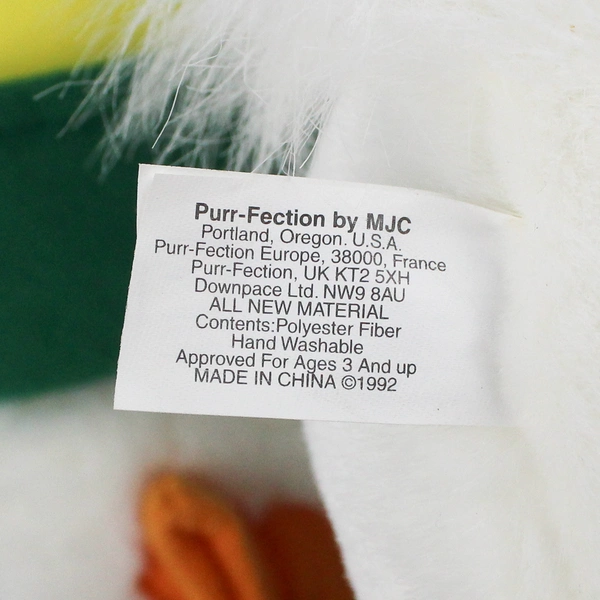 Purr-Fection by MJC
Portland, Oregon. U.S.A.
Purr-Fection Europe, 38000, France
Purr-Fection, UK KT2 5XH
Downpace Ltd. NW9 8AU
ALL NEW MATERIAL
Contents:Polyester Fiber
Hand Washable
Approved For Ages 3 And up
MADE IN CHINA ©1992